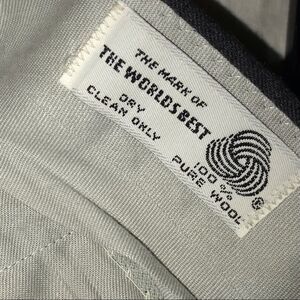 THE MARK OF
THE WORLDS BEST
DRY
CLEAN ONLY
100%
PURE WOOL
®